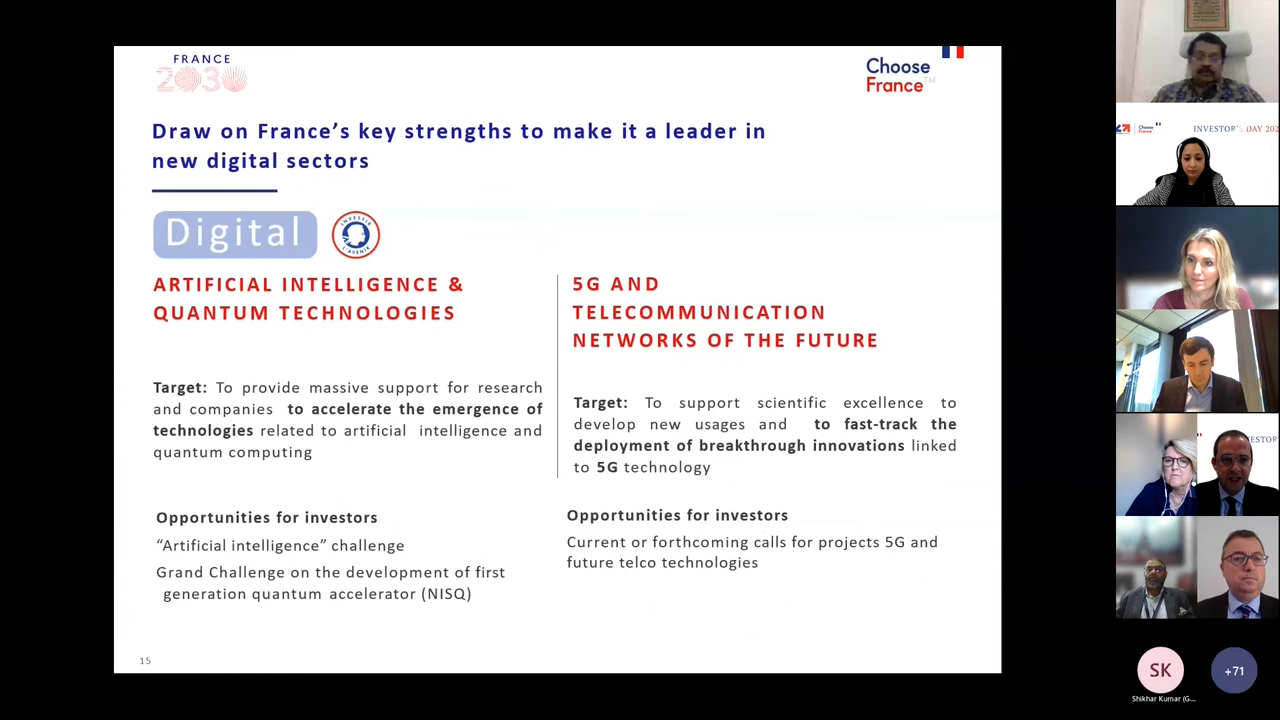 FRANCE
2030
Choose
France™
Draw on France's key strengths to make it a leader in
new digital sectors
Digital
INVESTIR
L'AVENIR
ARTIFICIAL INTELLIGENCE &
QUANTUM TECHNOLOGIES
Target: To provide massive support for research
and companies to accelerate the emergence of
technologies related to artificial intelligence and
quantum computing
Opportunities for investors
“Artificial intelligence” challenge
Grand Challenge on the development of first
generation quantum accelerator (NISQ)
5G AND
TELECOMMUNICATION
NETWORKS OF THE FUTURE
Target: To support scientific excellence to
develop new usages and to fast-track the
deployment of breakthrough innovations linked
to 5G technology
Opportunities for investors
Current or forthcoming calls for projects 5G and
future telco technologies
15
Choose
France
INVESTOR'S DAY 202
ESTOR
SK
+71
Shikhar Kumar (G...